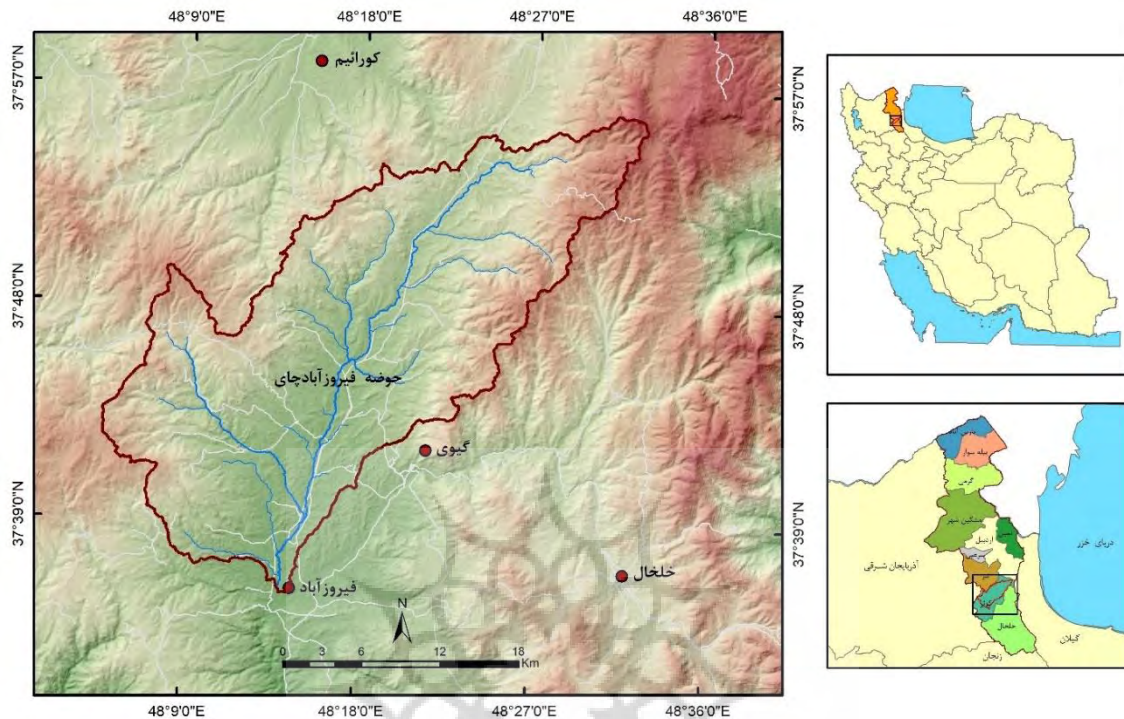 48°9'0"E
48°18'0"E
48°27'0"E
48°36'0"E
37°57'0"N
37°57'0"N
کورائیم
37°48'0"N
37°48'0"N
حوضه فیروزآبادچای
گیوی
37°39'0"N
37°39'0"N
خلخال
فیروزآباد
N
0 3 6 12 18
Km
48°9'0"E
48°18'0"E
48°27'0"E
48°36'0"E
بیله سوار
گرمی
مشگین شهر
اردبیل
دریای خزر
آذربایجان شرقی
خلخال
گیلان
زنجان